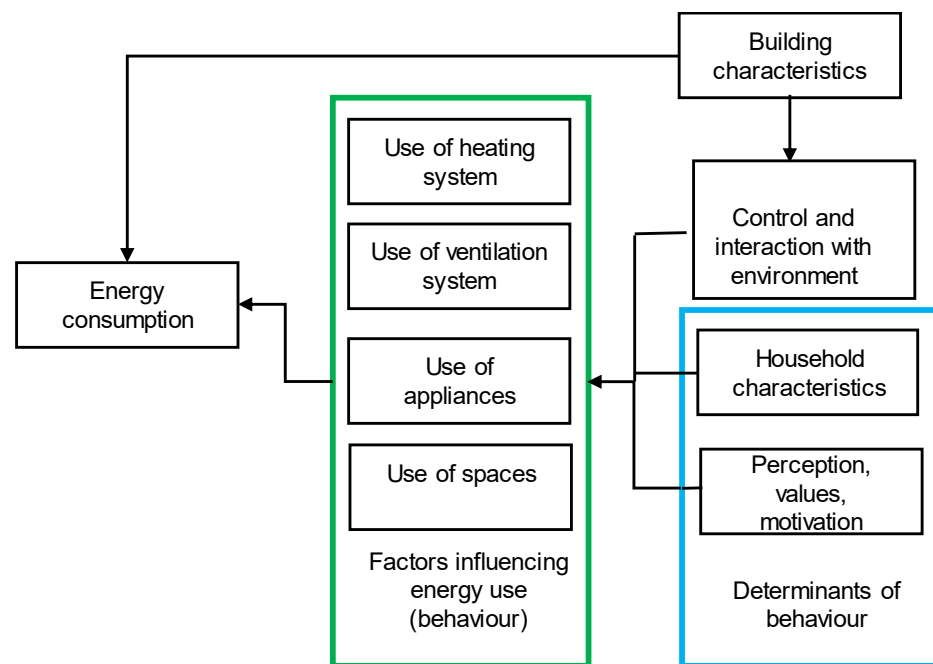 Building
characteristics
Use of heating
system
Control and
interaction with
environment
Use of ventilation
system
Energy
consumption
Household
characteristics
Use of
appliances
Perception,
values,
motivation
Use of spaces
Factors influencing
energy use
(behaviour)
Determinants of
behaviour